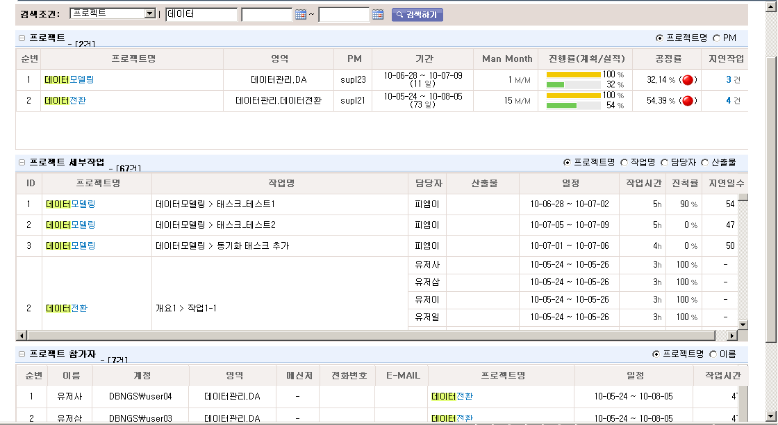 검색조건: 프로젝트 | 데이터 ~ 검색하기
프로젝트 - [2건] 프로젝트명 PM
순번 프로젝트명 영역 PM 기간 Man Month 진행률(계획/실적) 공정률 지연작업
1 데이터모델링 데이터관리,DA supl23 10-06-28 ~ 10-07-09 (11 일) 1 M/M 100 % 32 % 32.14 % ( ) 3 건
2 데이터전환 데이터관리,데이터전환 supl21 10-05-24 ~ 10-08-05 (73 일) 15 M/M 100 % 54 % 54.39 % ( ) 4 건
프로젝트 세부작업 - [67건] 프로젝트명 작업명 담당자 산출물
ID 프로젝트명 작업명 담당자 산출물 일정 작업시간 진척률 지연일수
1 데이터모델링 데이터모델링 > 태스크_테스트1 피엠이 10-06-28 ~ 10-07-02 5h 90 % 54
2 데이터모델링 데이터모델링 > 태스크_테스트2 피엠이 10-07-05 ~ 10-07-09 5h 0 % 47
3 데이터모델링 데이터모델링 > 동기화 태스크 추가 피엠이 10-07-01 ~ 10-07-06 4h 0 % 50
유저사 10-05-24 ~ 10-05-26 3h 100 % -
유저삼 10-05-24 ~ 10-05-26 3h 100 % -
2 데이터전환 개요1 > 작업1-1 유저이 10-05-24 ~ 10-05-26 3h 100 % -
유저일 10-05-24 ~ 10-05-26 3h 100 % -
프로젝트 참가자 - [7건] 프로젝트명 이름
순번 이름 계정 영역 메신저 전화번호 E-MAIL 프로젝트명 일정 작업시간
1 유저사 DBNGS₩user04 데이터관리,DA - 데이터전환 10-05-24 ~ 10-08-05
2 유저삼 DBNGS₩user03 데이터관리,DA - 데이터전환 10-05-24 ~ 10-08-05